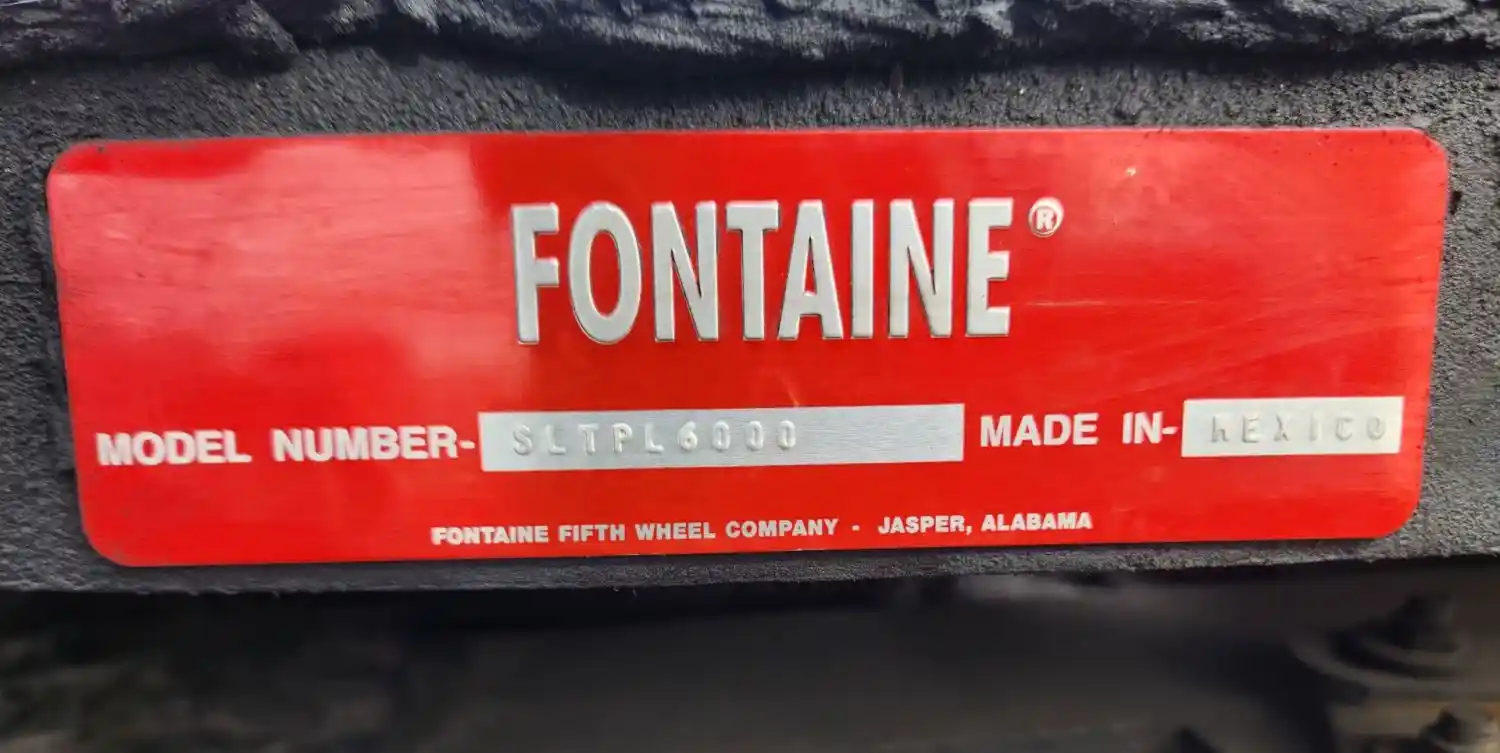 FONTAINE®
MODEL NUMBER- SLTPL6000 MADE IN- MEXICO
FONTAINE FIFTH WHEEL COMPANY - JASPER, ALABAMA